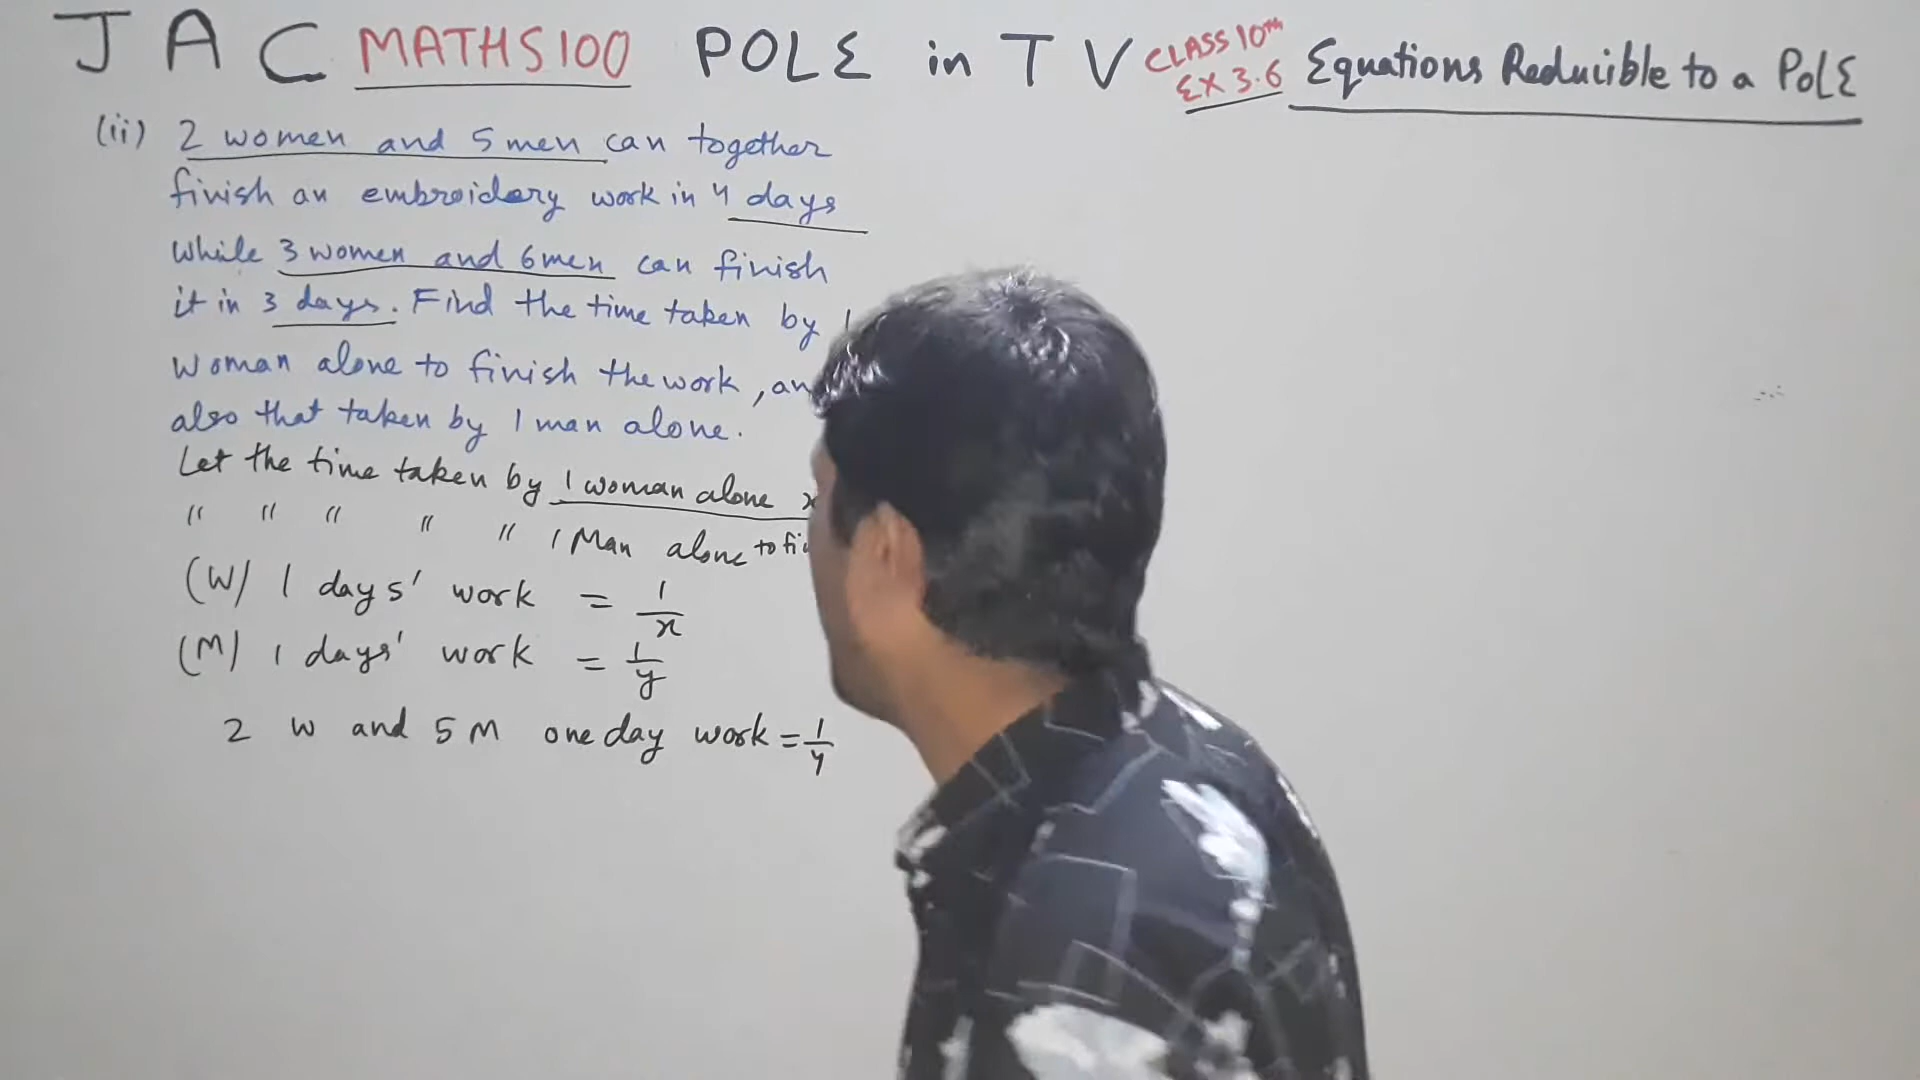 JAC MATHS100 POLE in TV CLASS 10th EX 3.6 Equations Reducible to a POLE
(ii) 2 women and 5 men can together
finish an embroidery work in 4 days
While 3 women and 6 men can finish
it in 3 days. Find the time taken by 1
Woman alone to finish the work,
also that taken by 1 man alone.
Let the time taken by 1 woman alone x
" " " " " 1 Man alone to
(W) 1 days' work = 1/x
(M) 1 days' work = 1/y
2 W and 5 M one day work = 1/4